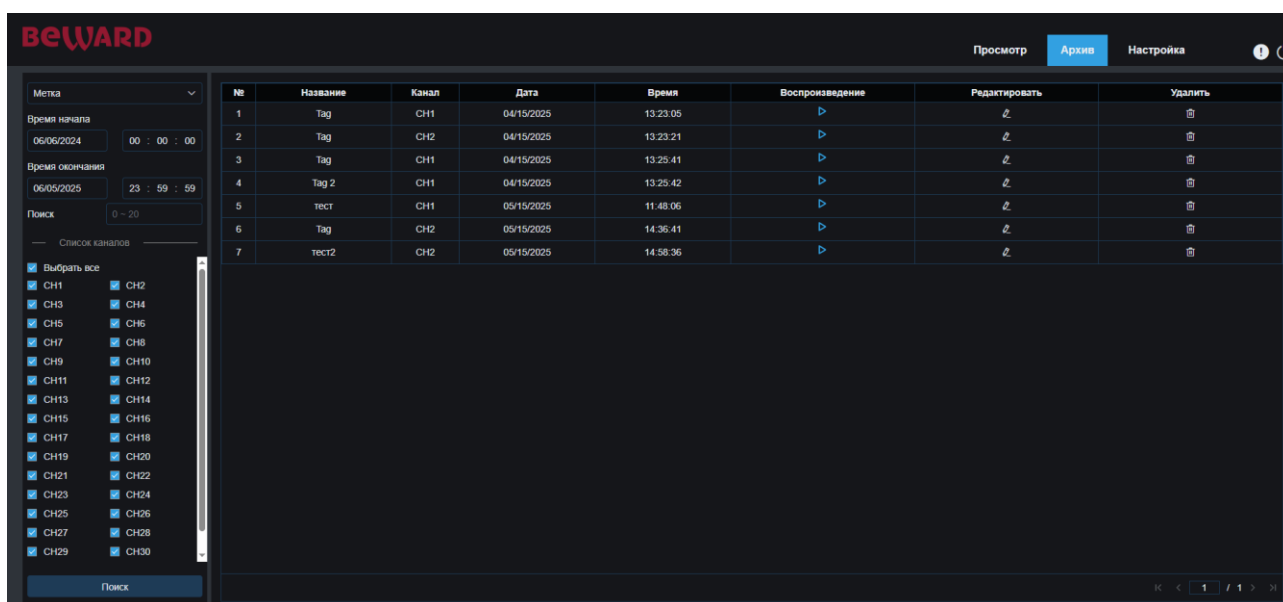 BEWARD
Просмотр Архив Настройка
Метка
Время начала
06/06/2024 00 : 00 : 00
Время окончания
06/05/2025 23 : 59 : 59
Поиск 0 ~ 20
Список каналов
Выбрать все
CH1 CH2
CH3 CH4
CH5 CH6
CH7 CH8
CH9 CH10
CH11 CH12
CH13 CH14
CH15 CH16
CH17 CH18
CH19 CH20
CH21 CH22
CH23 CH24
CH25 CH26
CH27 CH28
CH29 CH30
Поиск
№ Название Канал Дата Время Воспроизведение Редактировать Удалить
1 Tag CH1 04/15/2025 13:23:05
2 Tag CH2 04/15/2025 13:23:21
3 Tag CH1 04/15/2025 13:25:41
4 Tag 2 CH1 04/15/2025 13:25:42
5 тест CH1 05/15/2025 11:48:06
6 Tag CH2 05/15/2025 14:36:41
7 тест2 CH2 05/15/2025 14:58:36
1 / 1